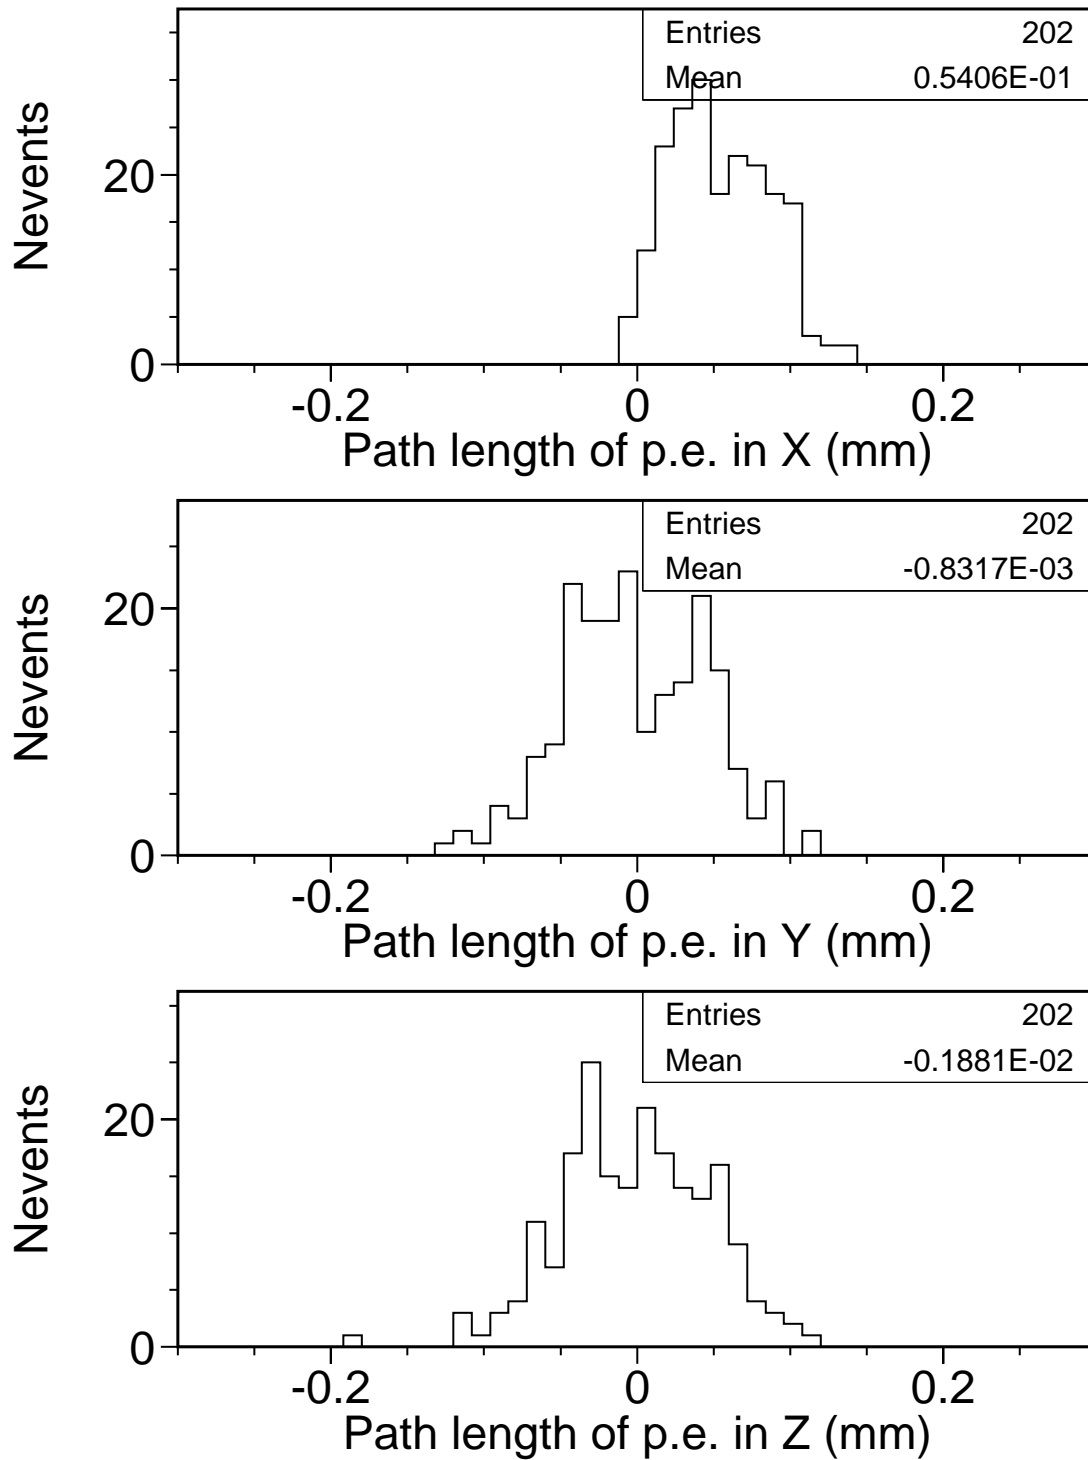 Entries 202
Mean 0.5406E-01
Nevents
20
0
-0.2 0 0.2
Path length of p.e. in X (mm)
Entries 202
Mean -0.8317E-03
Nevents
20
0
-0.2 0 0.2
Path length of p.e. in Y (mm)
Entries 202
Mean -0.1881E-02
Nevents
20
0
-0.2 0 0.2
Path length of p.e. in Z (mm)